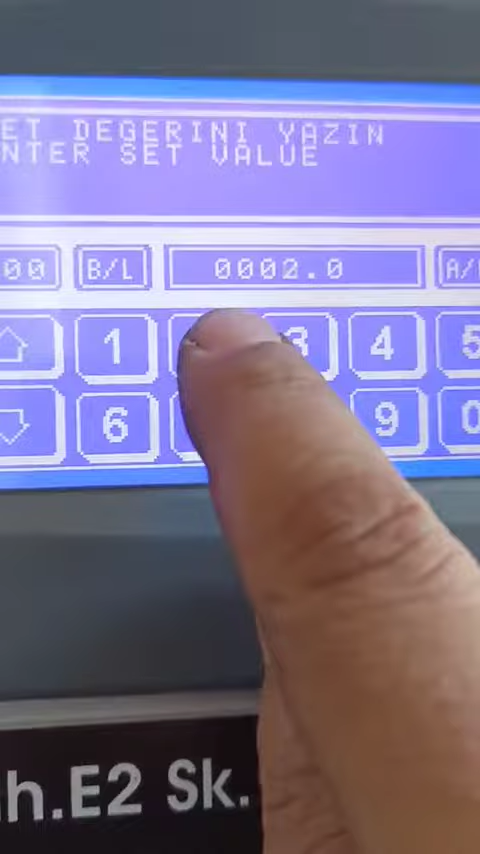 ET DEGERINI YAZIN
NTER SET VALUE
00 B/L 0002.0 A/
1 3 4 5
6 9 0
h.E2 Sk.